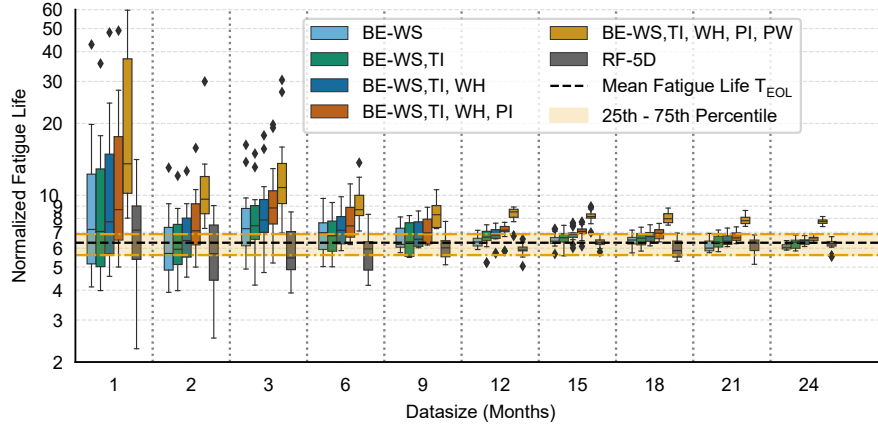 60
50
40
30
20
10
9
8
7
6
5
4
3
2
Normalized Fatigue Life
BE-WS
BE-WS,TI
BE-WS,TI, WH
BE-WS,TI, WH, PI
BE-WS,TI, WH, PI, PW
RF-5D
Mean Fatigue Life T_EOL
25th - 75th Percentile
1 2 3 6 9 12 15 18 21 24
Datasize (Months)